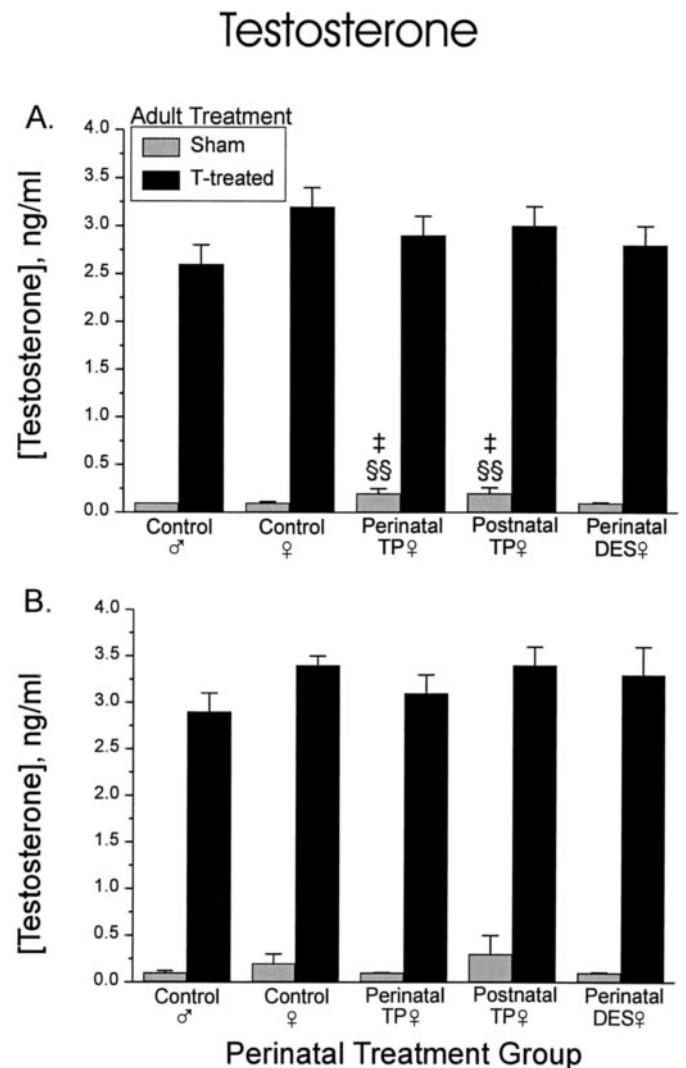 Testosterone
A.
Adult Treatment
Sham
T-treated
[Testosterone], ng/ml
4.0
3.5
3.0
2.5
2.0
1.5
1.0
0.5
0.0
‡ ‡
§§ §§
Control Control Perinatal Postnatal Perinatal
♂ ♀ TP♀ TP♀ DES♀
B.
[Testosterone], ng/ml
4.0
3.5
3.0
2.5
2.0
1.5
1.0
0.5
0.0
Control Control Perinatal Postnatal Perinatal
♂ ♀ TP♀ TP♀ DES♀
Perinatal Treatment Group